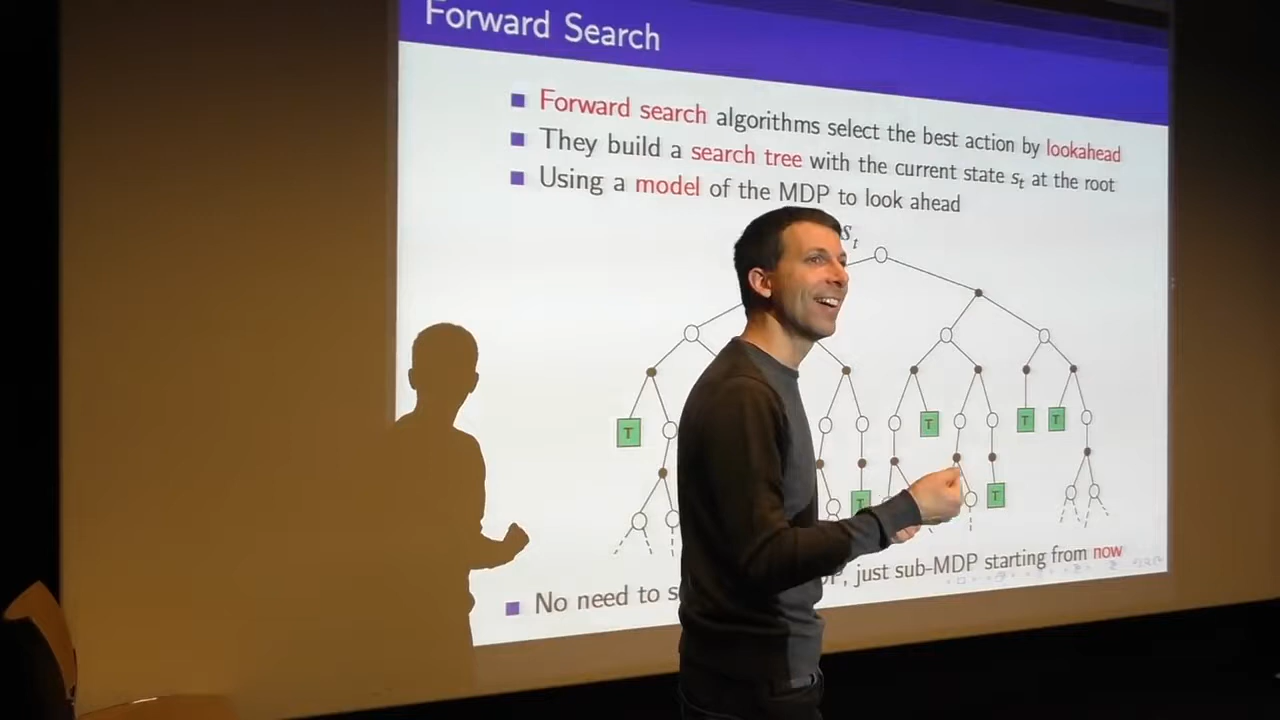 Forward Search
Forward search algorithms select the best action by lookahead
They build a search tree with the current state sₜ at the root
Using a model of the MDP to look ahead
sₜ
T
T
T
T
T
T
No need to s
, just sub-MDP starting from now